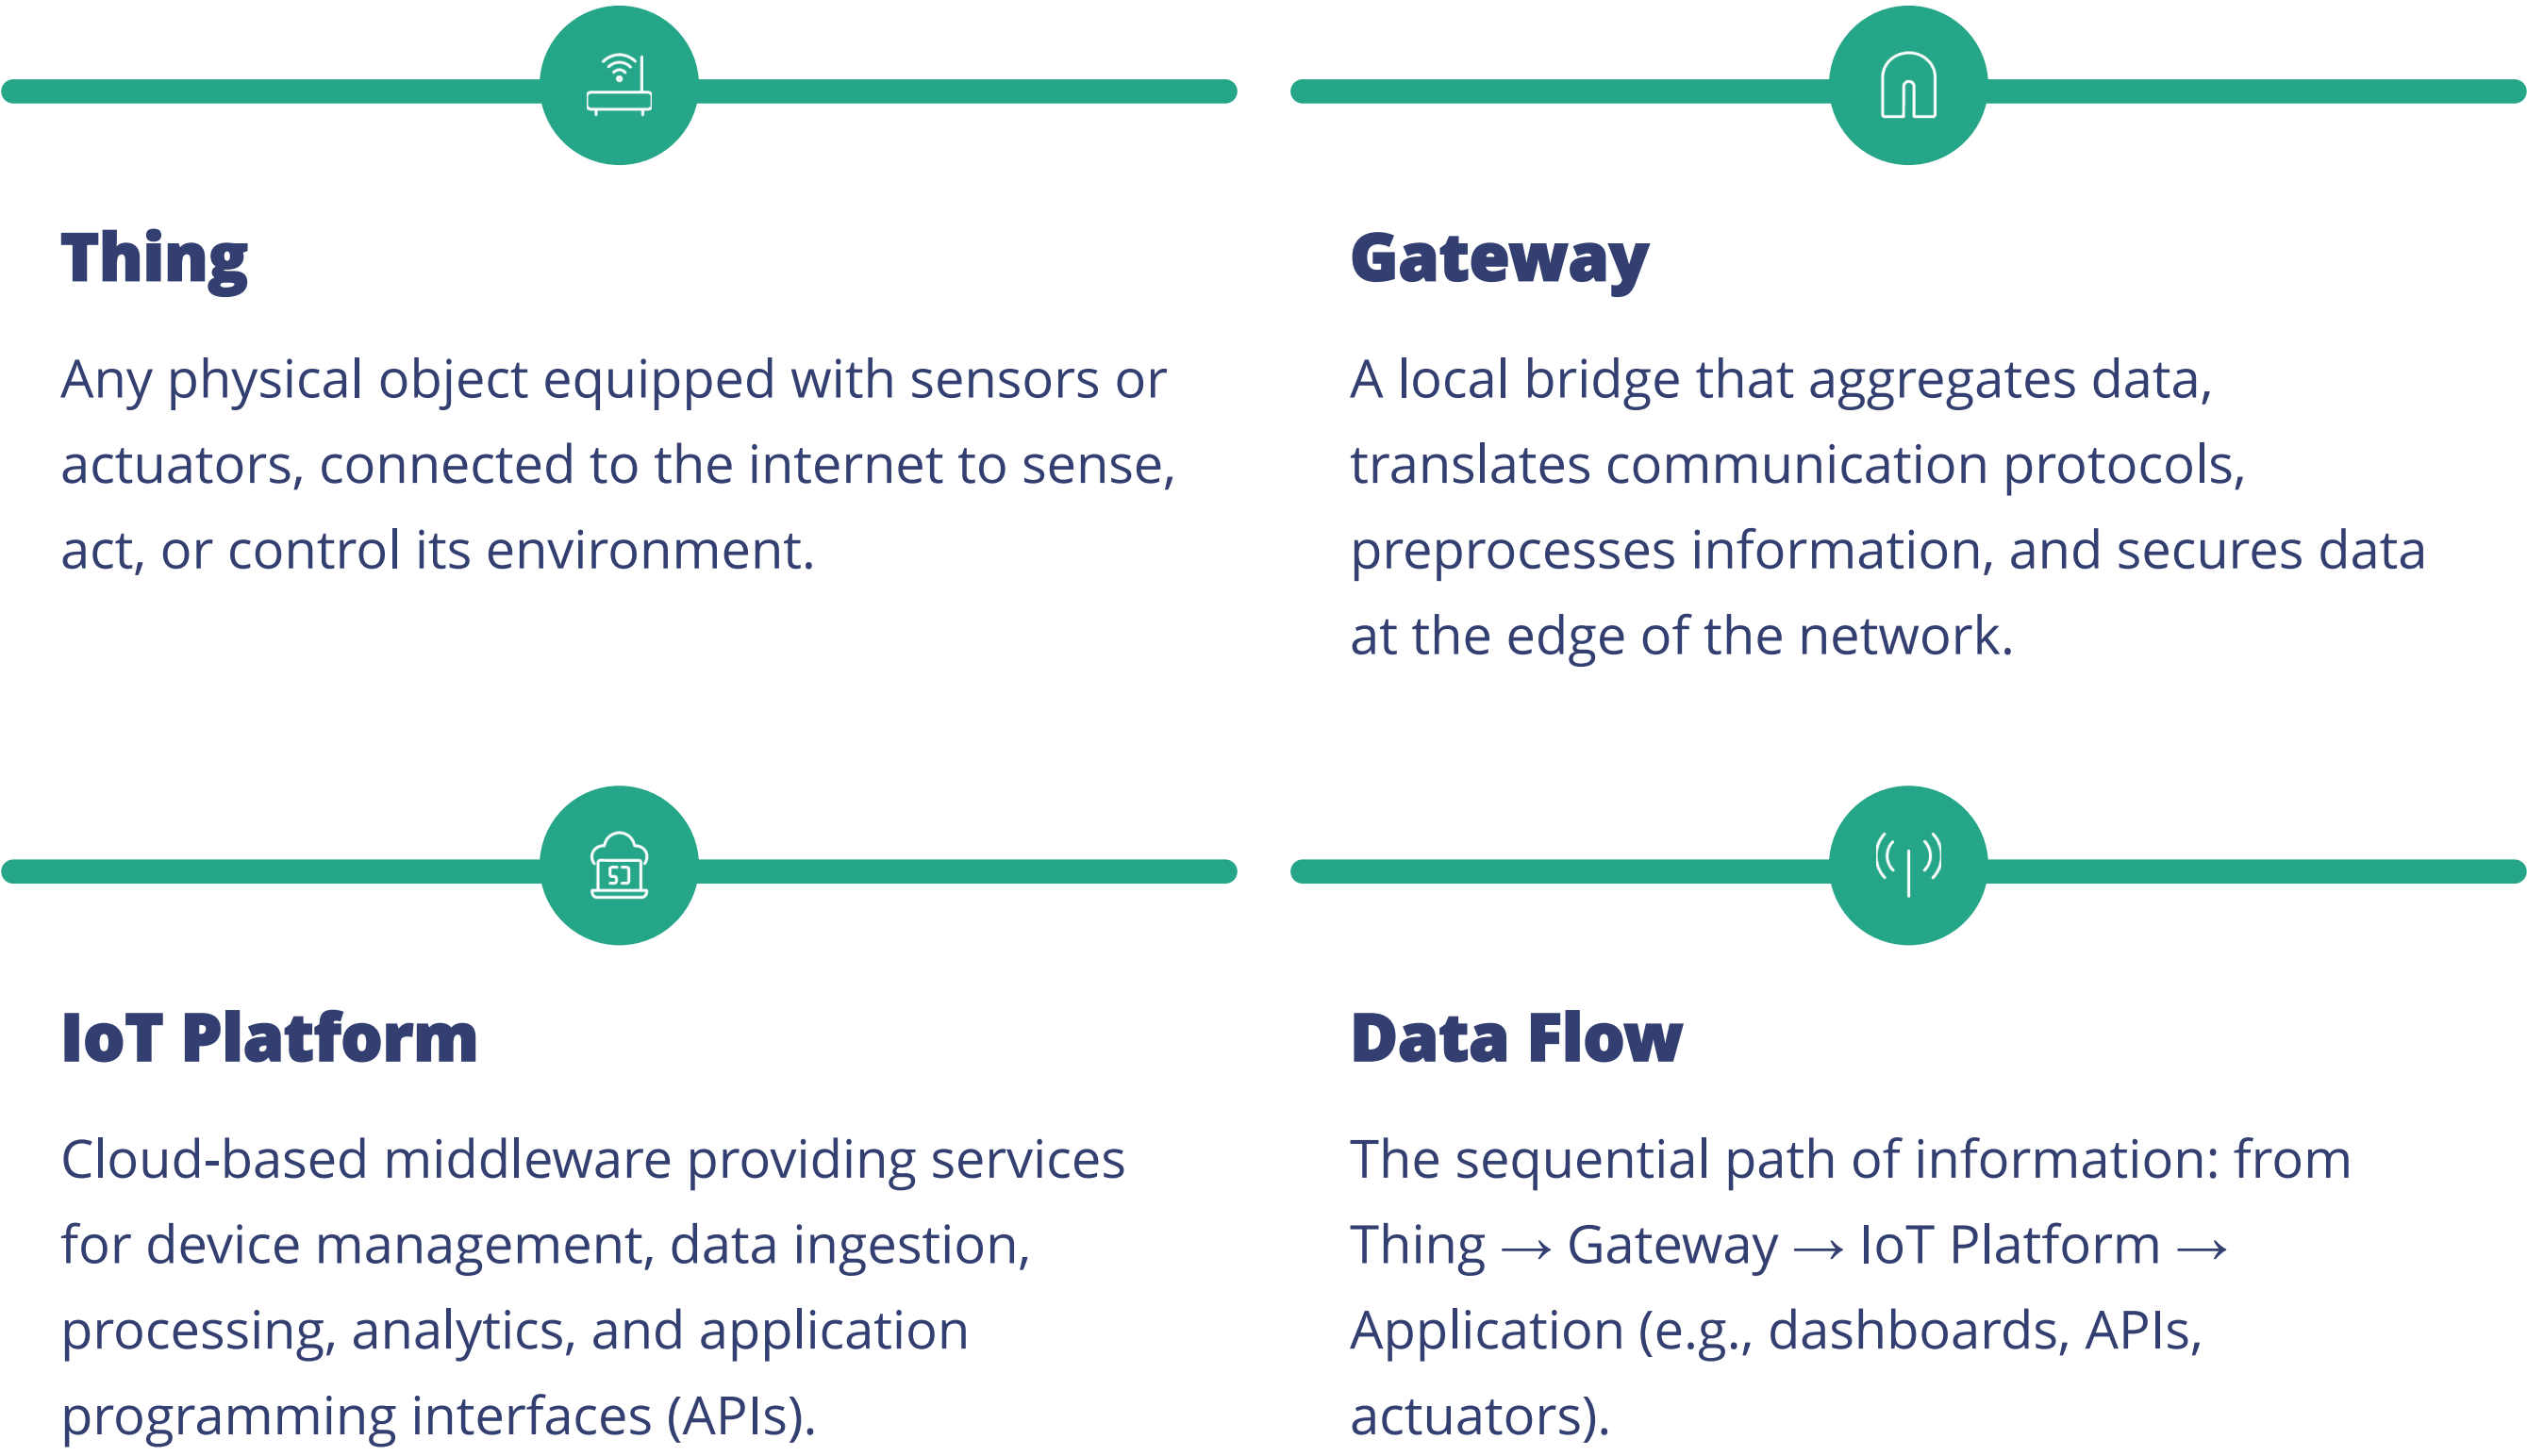 Thing
Any physical object equipped with sensors or
actuators, connected to the internet to sense,
act, or control its environment.
Gateway
A local bridge that aggregates data,
translates communication protocols,
preprocesses information, and secures data
at the edge of the network.
IoT Platform
Cloud-based middleware providing services
for device management, data ingestion,
processing, analytics, and application
programming interfaces (APIs).
Data Flow
The sequential path of information: from
Thing → Gateway → IoT Platform →
Application (e.g., dashboards, APIs,
actuators).